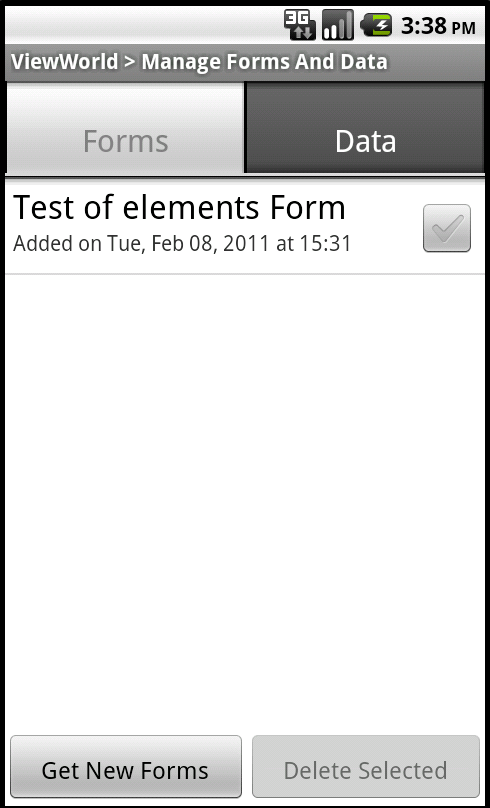 3G 3:38 PM
ViewWorld > Manage Forms And Data
Forms Data
Test of elements Form
Added on Tue, Feb 08, 2011 at 15:31
Get New Forms Delete Selected